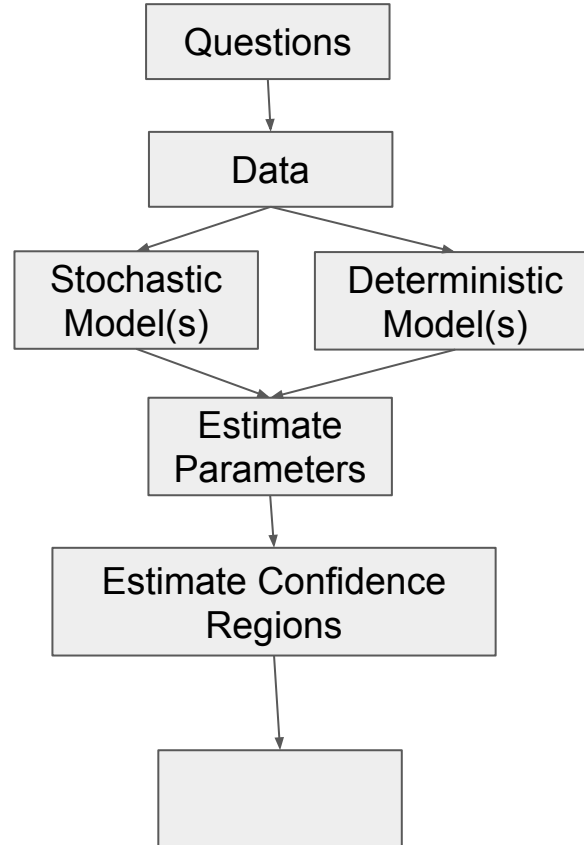 Questions
Data
Stochastic
Model(s)
Deterministic
Model(s)
Estimate
Parameters
Estimate Confidence
Regions